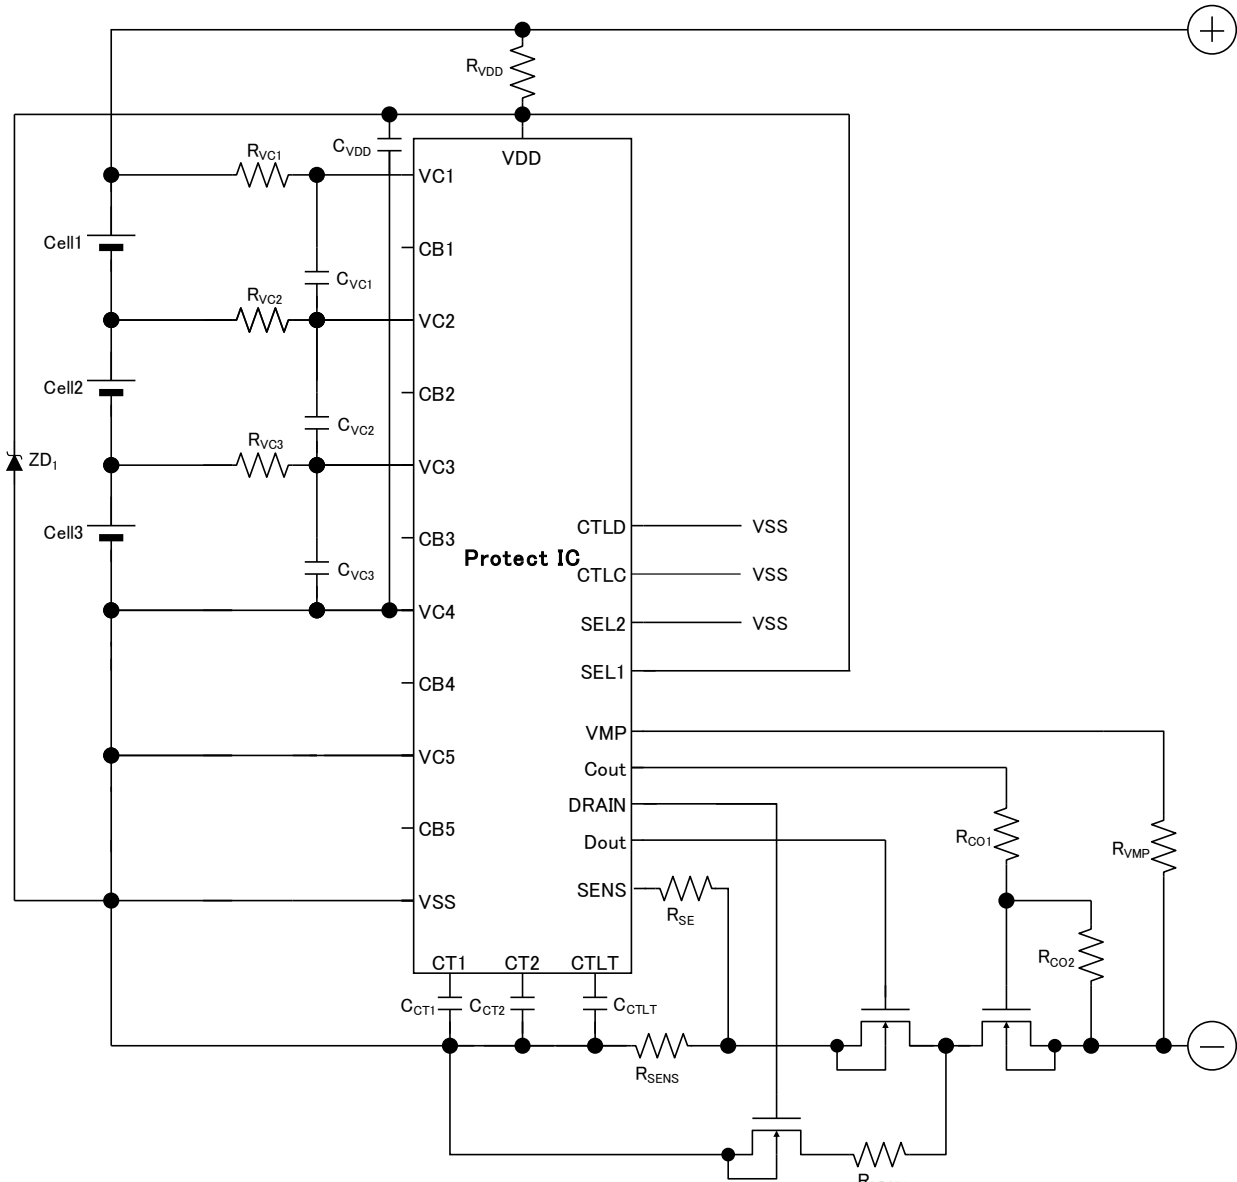 +
RVDD
CVDD
VDD
RVC1
VC1
Cell1
CB1
CVC1
RVC2
VC2
Cell2
CB2
CVC2
RVC3
ZD1
VC3
Cell3
CTLD VSS
CB3
Protect IC
CVC3
CTLC VSS
VC4
SEL2 VSS
SEL1
CB4
VMP
VC5
Cout
DRAIN
CB5
Dout
RCO1
RVMP
SENS
VSS
RSE
RCO2
CT1 CT2 CTLT
CCT1 CCT2 CCTLT
RSENS
−